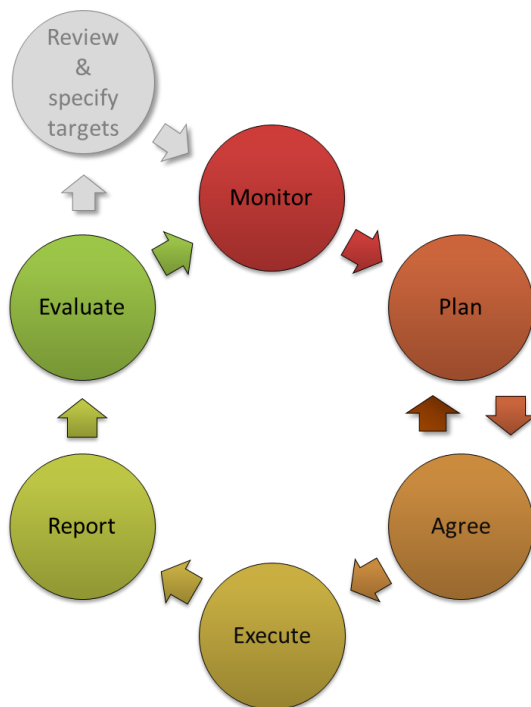 Review
&
specify
targets
Monitor
Evaluate
Plan
Report
Agree
Execute